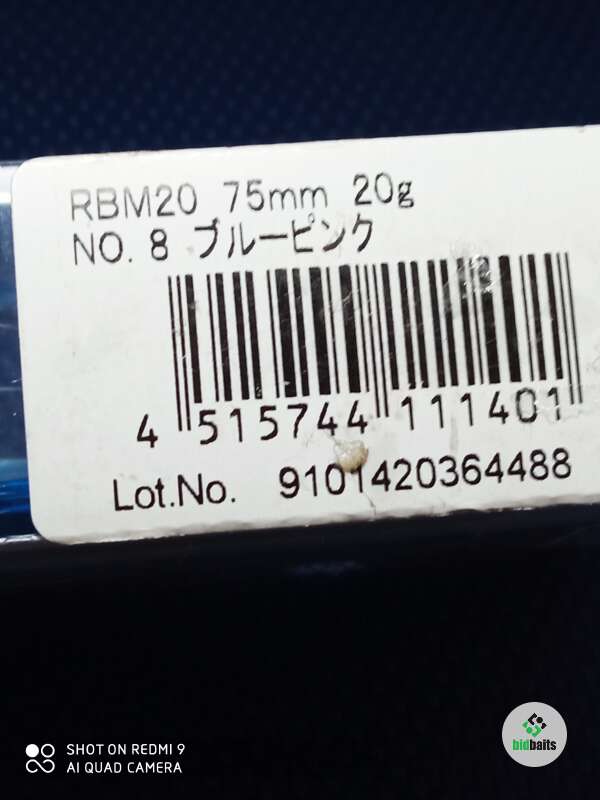 RBM20 75mm 20g
NO. 8 ブルーピンク
4 515744 111401
Lot.No. 9101420364488
SHOT ON REDMI 9
AI QUAD CAMERA
bidbaits